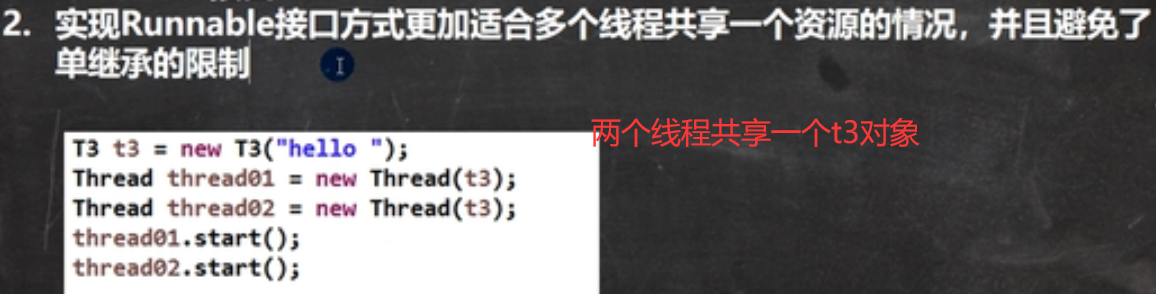 2. 实现Runnable接口方式更加适合多个线程共享一个资源的情况，并且避免了
单继承的限制
两个线程共享一个t3对象
T3 t3 = new T3("hello ");
Thread thread01 = new Thread(t3);
Thread thread02 = new Thread(t3);
thread01.start();
thread02.start();